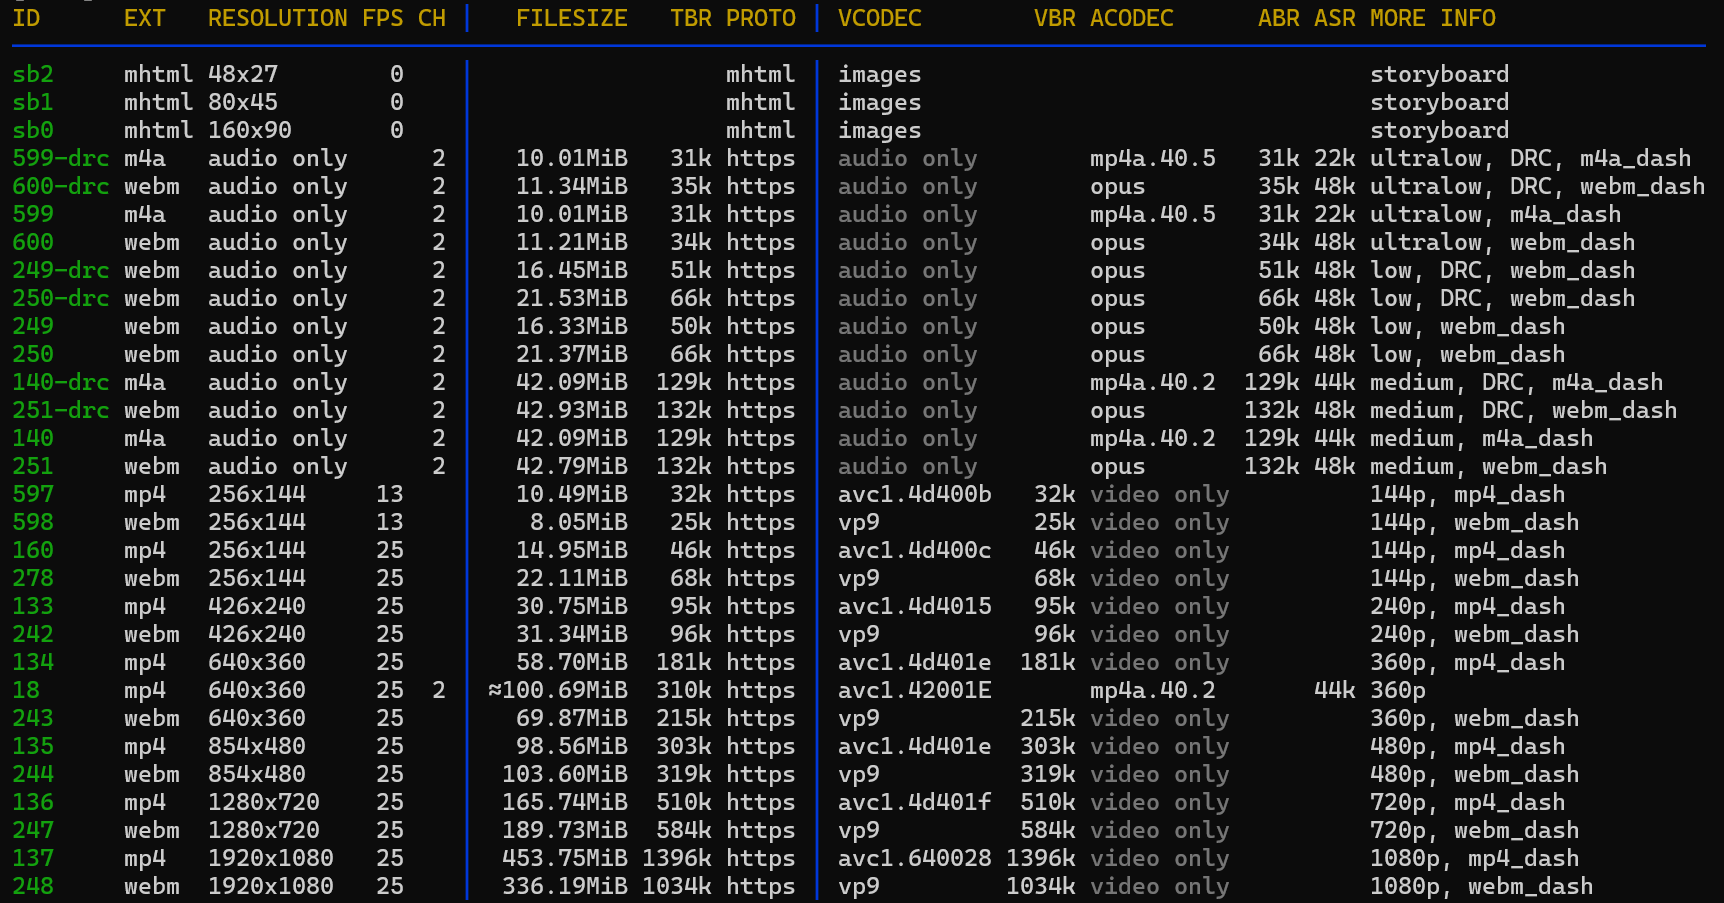 ID EXT RESOLUTION FPS CH | FILESIZE TBR PROTO | VCODEC VBR ACODEC ABR ASR MORE INFO
sb2 mhtml 48x27 0 | mhtml | images storyboard
sb1 mhtml 80x45 0 | mhtml | images storyboard
sb0 mhtml 160x90 0 | mhtml | images storyboard
599-drc m4a audio only 2 | 10.01MiB 31k https | audio only mp4a.40.5 31k 22k ultralow, DRC, m4a_dash
600-drc webm audio only 2 | 11.34MiB 35k https | audio only opus 35k 48k ultralow, DRC, webm_dash
599 m4a audio only 2 | 10.01MiB 31k https | audio only mp4a.40.5 31k 22k ultralow, m4a_dash
600 webm audio only 2 | 11.21MiB 34k https | audio only opus 34k 48k ultralow, webm_dash
249-drc webm audio only 2 | 16.45MiB 51k https | audio only opus 51k 48k low, DRC, webm_dash
250-drc webm audio only 2 | 21.53MiB 66k https | audio only opus 66k 48k low, DRC, webm_dash
249 webm audio only 2 | 16.33MiB 50k https | audio only opus 50k 48k low, webm_dash
250 webm audio only 2 | 21.37MiB 66k https | audio only opus 66k 48k low, webm_dash
140-drc m4a audio only 2 | 42.09MiB 129k https | audio only mp4a.40.2 129k 44k medium, DRC, m4a_dash
251-drc webm audio only 2 | 42.93MiB 132k https | audio only opus 132k 48k medium, DRC, webm_dash
140 m4a audio only 2 | 42.09MiB 129k https | audio only mp4a.40.2 129k 44k medium, m4a_dash
251 webm audio only 2 | 42.79MiB 132k https | audio only opus 132k 48k medium, webm_dash
597 mp4 256x144 13 | 10.49MiB 32k https | avc1.4d400b 32k video only 144p, mp4_dash
598 webm 256x144 13 | 8.05MiB 25k https | vp9 25k video only 144p, webm_dash
160 mp4 256x144 25 | 14.95MiB 46k https | avc1.4d400c 46k video only 144p, mp4_dash
278 webm 256x144 25 | 22.11MiB 68k https | vp9 68k video only 144p, webm_dash
133 mp4 426x240 25 | 30.75MiB 95k https | avc1.4d4015 95k video only 240p, mp4_dash
242 webm 426x240 25 | 31.34MiB 96k https | vp9 96k video only 240p, webm_dash
134 mp4 640x360 25 | 58.70MiB 181k https | avc1.4d401e 181k video only 360p, mp4_dash
18 mp4 640x360 25 2 | ≈100.69MiB 310k https | avc1.42001E mp4a.40.2 44k 360p
243 webm 640x360 25 | 69.87MiB 215k https | vp9 215k video only 360p, webm_dash
135 mp4 854x480 25 | 98.56MiB 303k https | avc1.4d401e 303k video only 480p, mp4_dash
244 webm 854x480 25 | 103.60MiB 319k https | vp9 319k video only 480p, webm_dash
136 mp4 1280x720 25 | 165.74MiB 510k https | avc1.4d401f 510k video only 720p, mp4_dash
247 webm 1280x720 25 | 189.73MiB 584k https | vp9 584k video only 720p, webm_dash
137 mp4 1920x1080 25 | 453.75MiB 1396k https | avc1.640028 1396k video only 1080p, mp4_dash
248 webm 1920x1080 25 | 336.19MiB 1034k https | vp9 1034k video only 1080p, webm_dash